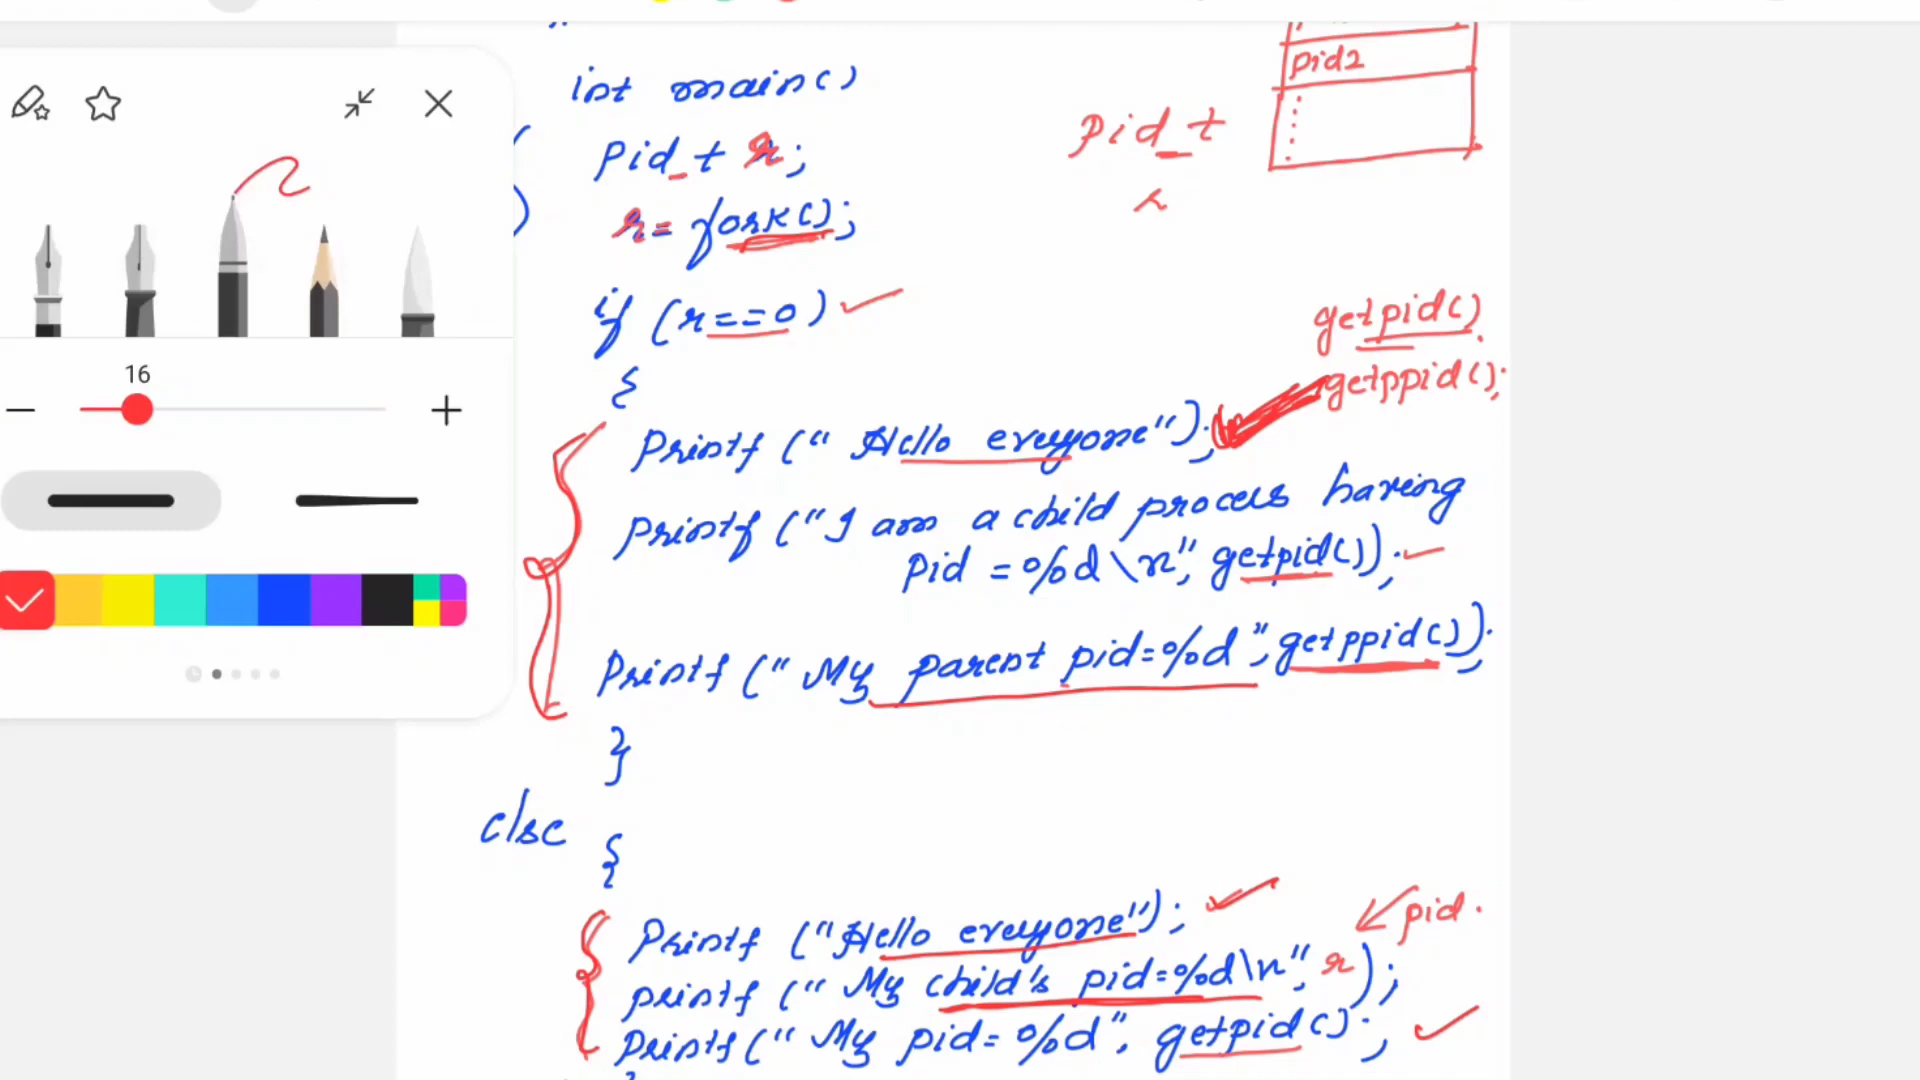 int main()
pid2
Pid_t r;
Pid_t
r
r= fork();
if (r==0)
getpid()
getppid();
{
Printf (" Hello everyone");
Printf ("I am a child process having
Pid = %d \n", getpid());
Printf (" My parent pid=%d ", getppid());
}
else
{
Printf ("Hello everyone");
pid.
printf (" My child's pid=%d\n", r);
Printf(" My pid= %d", getpid();
16